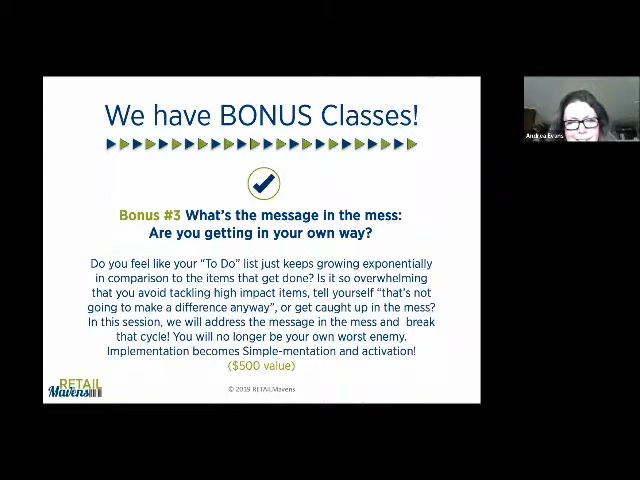 We have BONUS Classes!
Bonus #3 What's the message in the mess:
Are you getting in your own way?
Do you feel like your "To Do" list just keeps growing exponentially
in comparison to the items that get done? Is it so overwhelming
that you avoid tackling high impact items, tell yourself "that's not
going to make a difference anyway", or get caught up in the mess?
In this session, we will address the message in the mess and break
that cycle! You will no longer be your own worst enemy.
Implementation becomes Simple-mentation and activation!
($500 value)
RETAIL
Mavens
© 2019 RETAILMavens
Andrea Evans